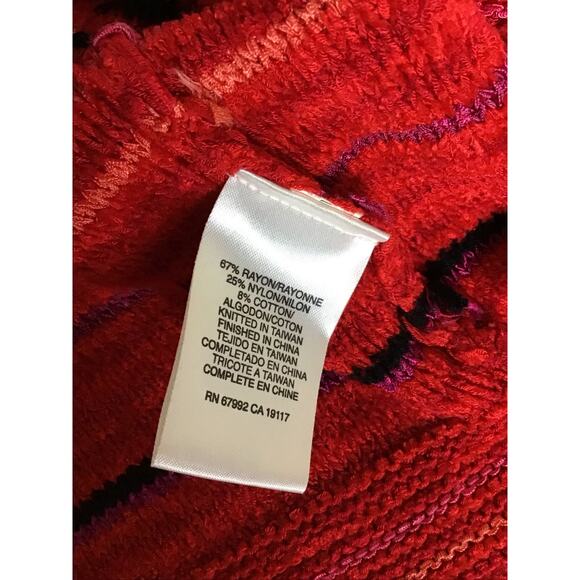 67% RAYON/RAYONNE
25% NYLON/NILON
8% COTTON/
ALGODON/COTON
KNITTED IN TAIWAN
FINISHED IN CHINA
TEJIDO EN TAIWAN
COMPLETADO EN CHINA
TRICOTE A TAIWAN
COMPLETE EN CHINE
RN 67992 CA 19117